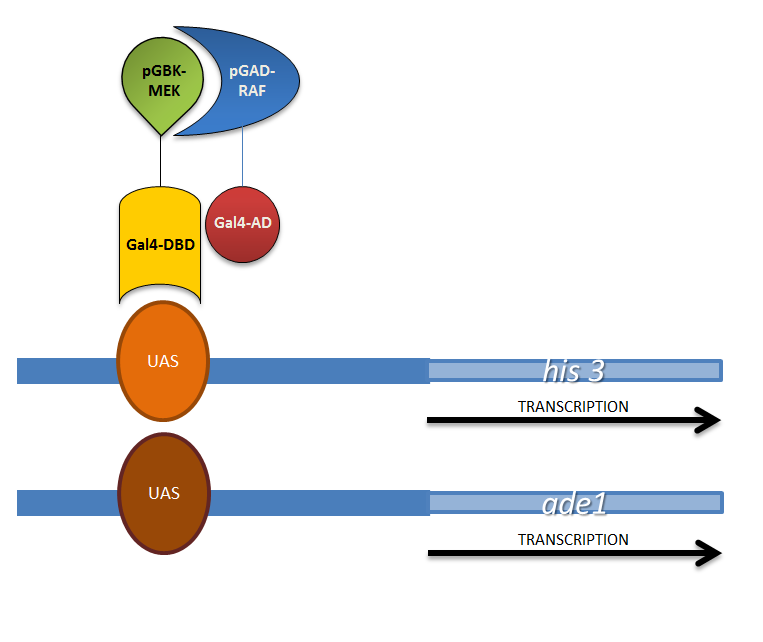 pGBK-
MEK
pGAD-
RAF
Gal4-DBD
Gal4-AD
UAS
his 3
TRANSCRIPTION
UAS
ade1
TRANSCRIPTION